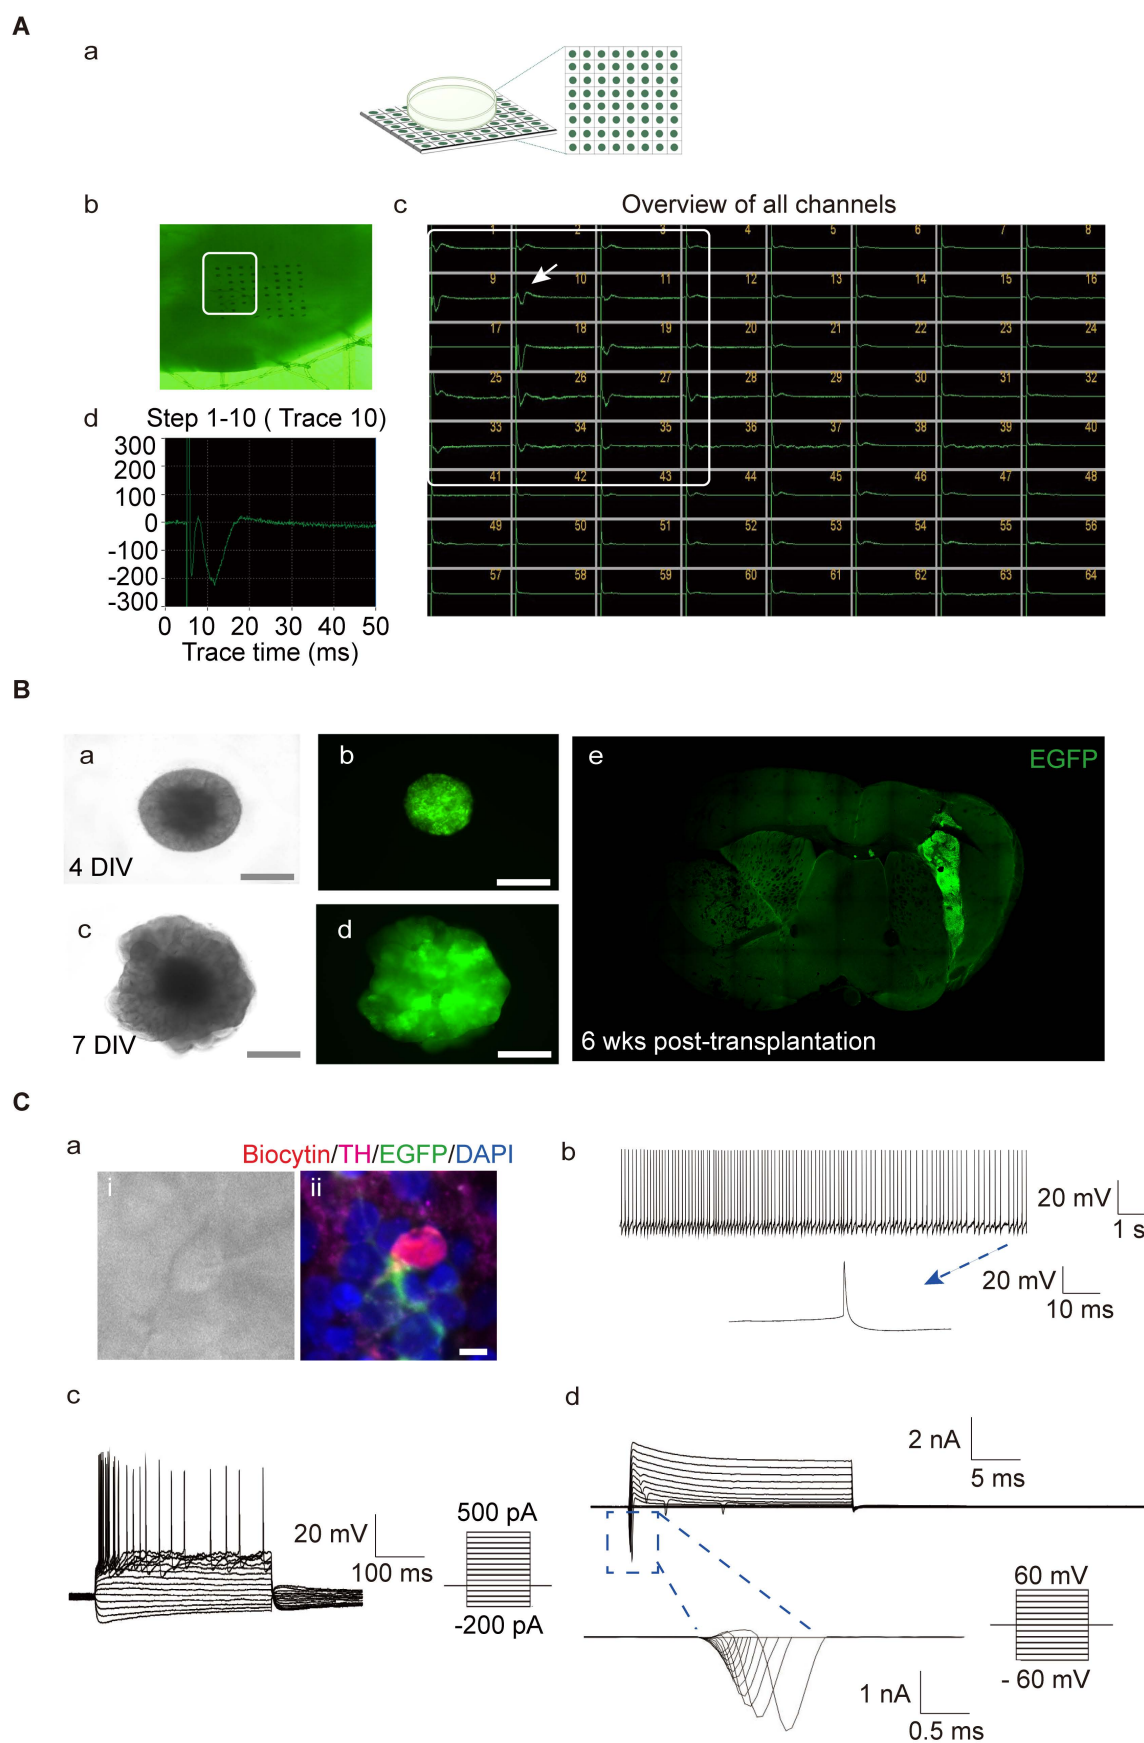 A
a
b
c
Overview of all channels
1 2 3 4 5 6 7 8
9 10 11 12 13 14 15 16
17 18 19 20 21 22 23 24
25 26 27 28 29 30 31 32
33 34 35 36 37 38 39 40
41 42 43 44 45 46 47 48
49 50 51 52 53 54 55 56
57 58 59 60 61 62 63 64
d
Step 1-10 ( Trace 10)
300
200
100
0
-100
-200
-300
0 10 20 30 40 50
Trace time (ms)
B
a
4 DIV
b
c
7 DIV
d
e
EGFP
6 wks post-transplantation
C
a
Biocytin/TH/EGFP/DAPI
i
ii
b
20 mV
1 s
20 mV
10 ms
c
20 mV
100 ms
500 pA
-200 pA
d
2 nA
5 ms
60 mV
- 60 mV
1 nA
0.5 ms